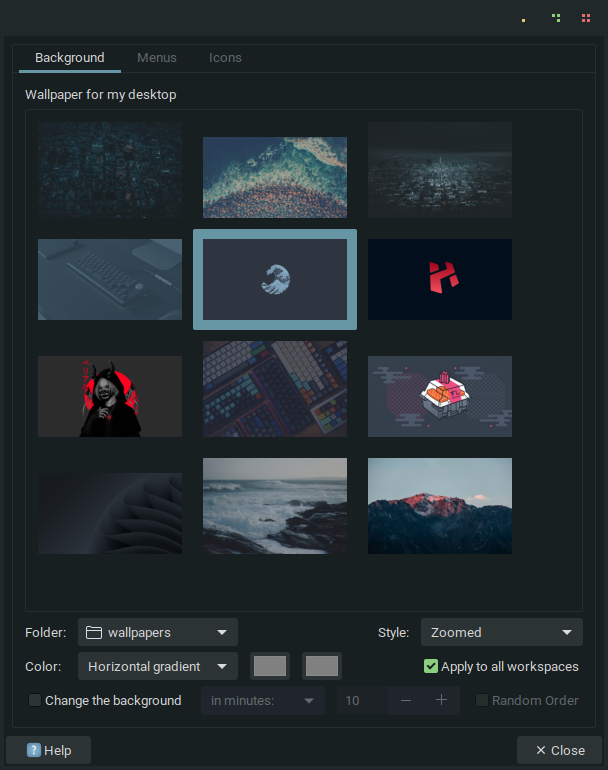 Background Menus Icons
Wallpaper for my desktop
Folder: wallpapers Style: Zoomed
Color: Horizontal gradient Apply to all workspaces
Change the background in minutes: 10 Random Order
? Help × Close